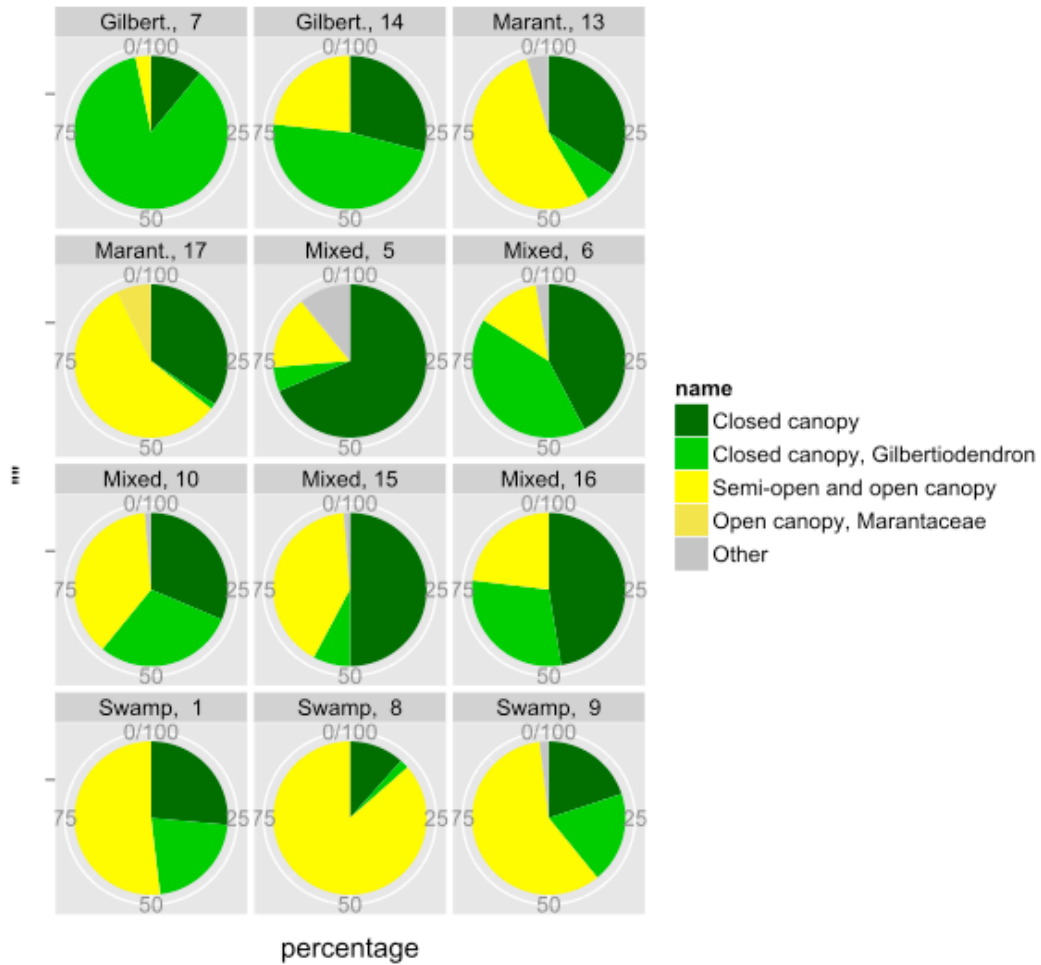 Gilbert., 7
Gilbert., 14
Marant., 13
0/100
0/100
0/100
75
25
75
25
75
25
50
50
50
Marant., 17
Mixed, 5
Mixed, 6
0/100
0/100
0/100
75
25
75
25
75
25
50
50
50
""
Mixed, 10
Mixed, 15
Mixed, 16
0/100
0/100
0/100
75
25
75
25
75
25
50
50
50
Swamp, 1
Swamp, 8
Swamp, 9
0/100
0/100
0/100
75
25
75
25
75
25
50
50
50
percentage
name
Closed canopy
Closed canopy, Gilbertiodendron
Semi-open and open canopy
Open canopy, Marantaceae
Other